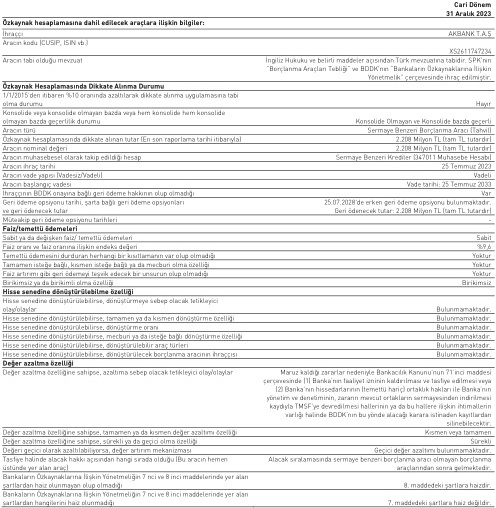 Cari Dönem
31 Aralık 2023
Özkaynak hesaplamasına dahil edilecek araçlara ilişkin bilgiler:
İhraççı AKBANK T.A.Ş
Aracın kodu (CUSIP, ISIN vb.)
XS2611747234
Aracın tabi olduğu mevzuat İngiliz Hukuku ve belirli maddeler açısından Türk mevzuatına tabidir. SPK'nın
"Borçlanma Araçları Tebliği" ve BDDK'nın "Bankaların Özkaynaklarına İlişkin
Yönetmelik" çerçevesinde ihraç edilmiştir.
Özkaynak Hesaplamasında Dikkate Alınma Durumu
1/1/2015'den itibaren %10 oranında azaltılarak dikkate alınma uygulamasına tabi
olma durumu Hayır
Konsolide veya konsolide olmayan bazda veya hem konsolide hem konsolide
olmayan bazda geçerlilik durumu Konsolide Olmayan ve Konsolide bazda geçerli
Aracın türü Sermaye Benzeri Borçlanma Aracı (Tahvil)
Özkaynak hesaplamasında dikkate alınan tutar (En son raporlama tarihi itibarıyla) 2.208 Milyon TL (tam TL tutardır)
Aracın nominal değeri 2.208 Milyon TL (tam TL tutardır)
Aracın muhasebesel olarak takip edildiği hesap Sermaye Benzeri Krediler (347011 Muhasebe Hesabı)
Aracın ihraç tarihi 25 Temmuz 2023
Aracın vade yapısı (Vadesiz/Vadeli) Vadeli
Aracın başlangıç vadesi Vade tarihi: 25 Temmuz 2033
İhraççının BDDK onayına bağlı geri ödeme hakkının olup olmadığı Var
Geri ödeme opsiyonu tarihi, şarta bağlı geri ödeme opsiyonları 25.07.2028'de erken geri ödeme opsiyonu bulunmaktadır.
ve geri ödenecek tutar Geri ödenecek tutar: 2.208 Milyon TL (tam TL tutardır)
Müteakip geri ödeme opsiyonu tarihleri -
Faiz/temettü ödemeleri
Sabit ya da değişken faiz/ temettü ödemeleri Sabit
Faiz oranı ve faiz oranına ilişkin endeks değeri %9,6
Temettü ödemesini durduran herhangi bir kısıtlamanın var olup olmadığı Yoktur
Tamamen isteğe bağlı, kısmen isteğe bağlı ya da mecburi olma özelliği Yoktur
Faiz artırımı gibi geri ödemeyi teşvik edecek bir unsurun olup olmadığı Yoktur
Birikimsiz ya da birikimli olma özelliği Birikimsiz
Hisse senedine dönüştürülebilme özelliği
Hisse senedine dönüştürülebilirse, dönüştürmeye sebep olacak tetikleyici
olay/olaylar Bulunmamaktadır.
Hisse senedine dönüştürülebilirse, tamamen ya da kısmen dönüştürme özelliği Bulunmamaktadır.
Hisse senedine dönüştürülebilirse, dönüştürme oranı Bulunmamaktadır.
Hisse senedine dönüştürülebilirse, mecburi ya da isteğe bağlı dönüştürme özelliği Bulunmamaktadır.
Hisse senedine dönüştürülebilirse, dönüştürülebilir araç türleri Bulunmamaktadır.
Hisse senedine dönüştürülebilirse, dönüştürülecek borçlanma aracının ihraççısı Bulunmamaktadır.
Değer azaltma özelliği
Değer azaltma özelliğine sahipse, azaltıma sebep olacak tetikleyici olay/olaylar Maruz kaldığı zararlar nedeniyle Bankacılık Kanunu'nun 71'inci maddesi
çerçevesinde (1) Banka'nın faaliyet izninin kaldırılması ve tasfiye edilmesi veya
(2) Banka'nın hissedarlarının (temettü hariç) ortaklık hakları ile Banka'nın
yönetim ve denetiminin, zararın mevcut ortakların sermayesinden indirilmesi
kaydıyla TMSF'ye devredilmesi hallerinin ya da bu hallere ilişkin ihtimallerin
varlığı halinde BDDK'nın bu yönde alacağı karara istinaden kayıtlardan
silinebilecektir.
Değer azaltma özelliğine sahipse, tamamen ya da kısmen değer azaltımı özelliği Kısmen veya tamamen
Değer azaltma özelliğine sahipse, sürekli ya da geçici olma özelliği Sürekli
Değeri geçici olarak azaltılabiliyorsa, değer artırım mekanizması Geçici değer azaltımı bulunmamaktadır.
Tasfiye halinde alacak hakkı açısından hangi sırada olduğu (Bu aracın hemen Alacak sıralamasında sermaye benzeri borçlanma aracı olmayan borçlanma
üstünde yer alan araç) araçlarından sonra gelmektedir.
Bankaların Özkaynaklarına İlişkin Yönetmeliğin 7 nci ve 8 inci maddelerinde yer alan
şartlardan haiz olunmayan olup olmadığı 8. maddedeki şartlara haizdir.
Bankaların Özkaynaklarına İlişkin Yönetmeliğin 7 nci ve 8 inci maddelerinde yer alan
şartlardan hangilerini haiz olunmadığı 7. maddedeki şartlara haiz değildir.